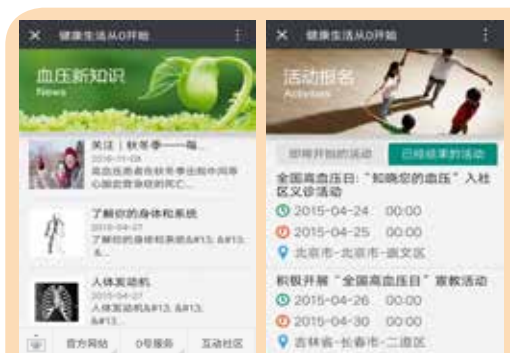 健康生活从0开始
血压新知识
News
关注｜秋冬季——每...
2016-11-08
高血压患者在秋冬季出院中风等
心脑血管急症的死亡...
了解你的身体和系统
2015-04-27
了解你的身体和系统&#13; &#13;
&...
人体发动机
2015-04-27
人体发动机&#13; &#13;
&#13...
官方网站
0号服务
互动社区
健康生活从0开始
活动报名
Activities
即将开始的活动
已经结束的活动
全国高血压日:“知晓您的血压”入社
区义诊活动
2015-04-24 00:00
2015-04-25 00:00
北京市-北京市-崇文区
积极开展“全国高血压日”宣教活动
2015-04-26 00:00
2015-04-30 00:00
吉林省-长春市-二道区